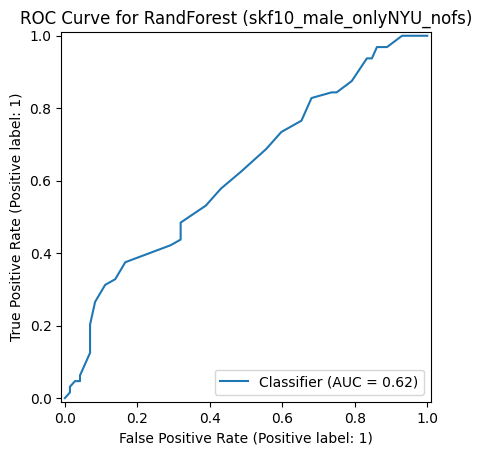 ROC Curve for RandForest (skf10_male_onlyNYU_nofs)
1.0
0.8
0.6
0.4
0.2
0.0
True Positive Rate (Positive label: 1)
Classifier (AUC = 0.62)
0.0 0.2 0.4 0.6 0.8 1.0
False Positive Rate (Positive label: 1)